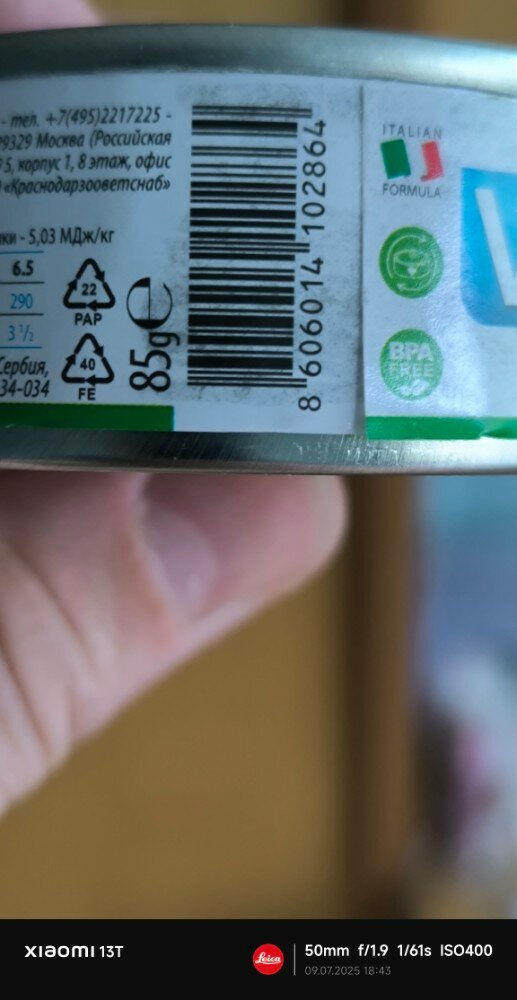 - тел. +7(495)2217225 -
29329 Москва (Российская
5, корпус 1, 8 этаж, офис
«Краснодарзооветснаб»
- 5,03 МДж/кг
6.5
290
3 1/2
Сербия,
34-034
22
PAP
40
FE
85g e
8 606014 102864
ITALIAN
FORMULA
BPA
FREE
XIAOMI 13T
Leica
50mm f/1.9 1/61s ISO400
09.07.2025 18:43